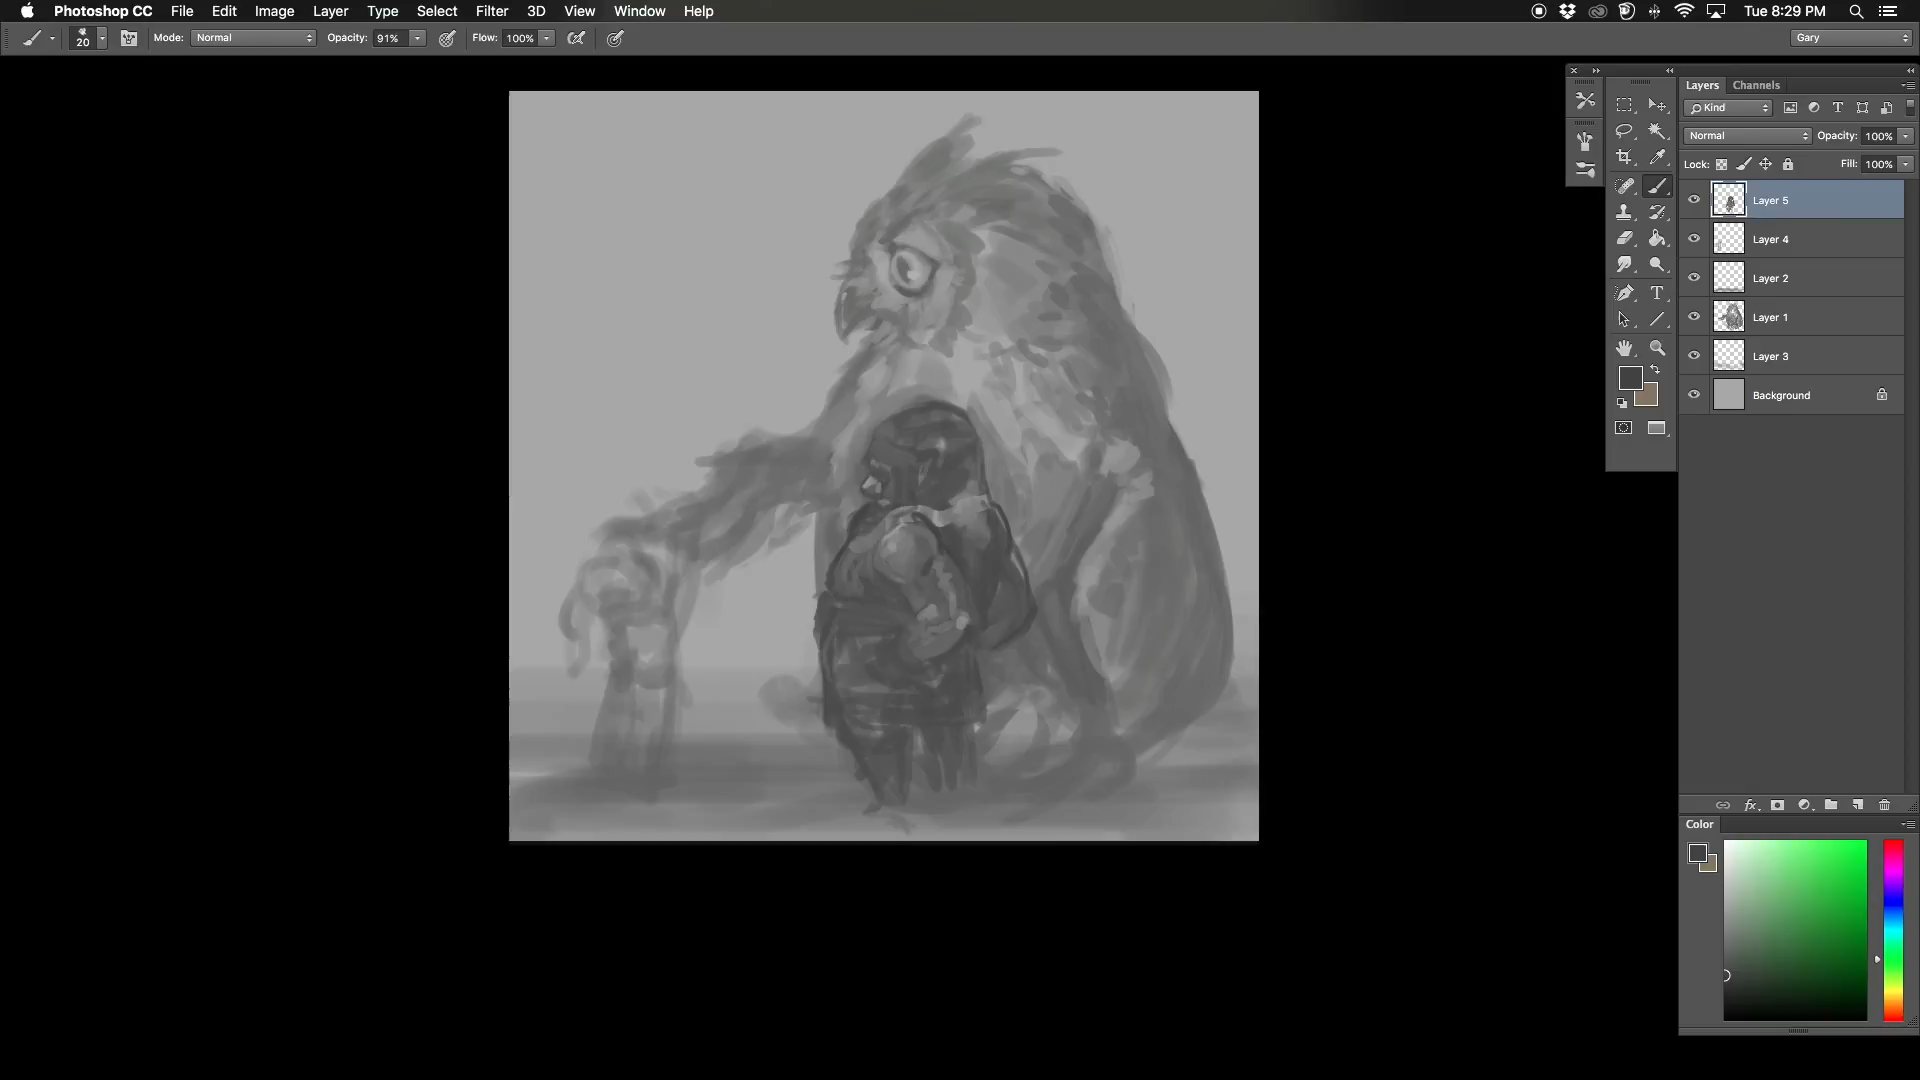 Photoshop CC File Edit Image Layer Type Select Filter 3D View Window Help Tue 8:29 PM
20 Mode: Normal Opacity: 91% Flow: 100% Gary
Layers Channels
Kind
Normal Opacity: 100%
Lock: Fill: 100%
Layer 5
Layer 4
Layer 2
Layer 1
Layer 3
Background
fx
Color